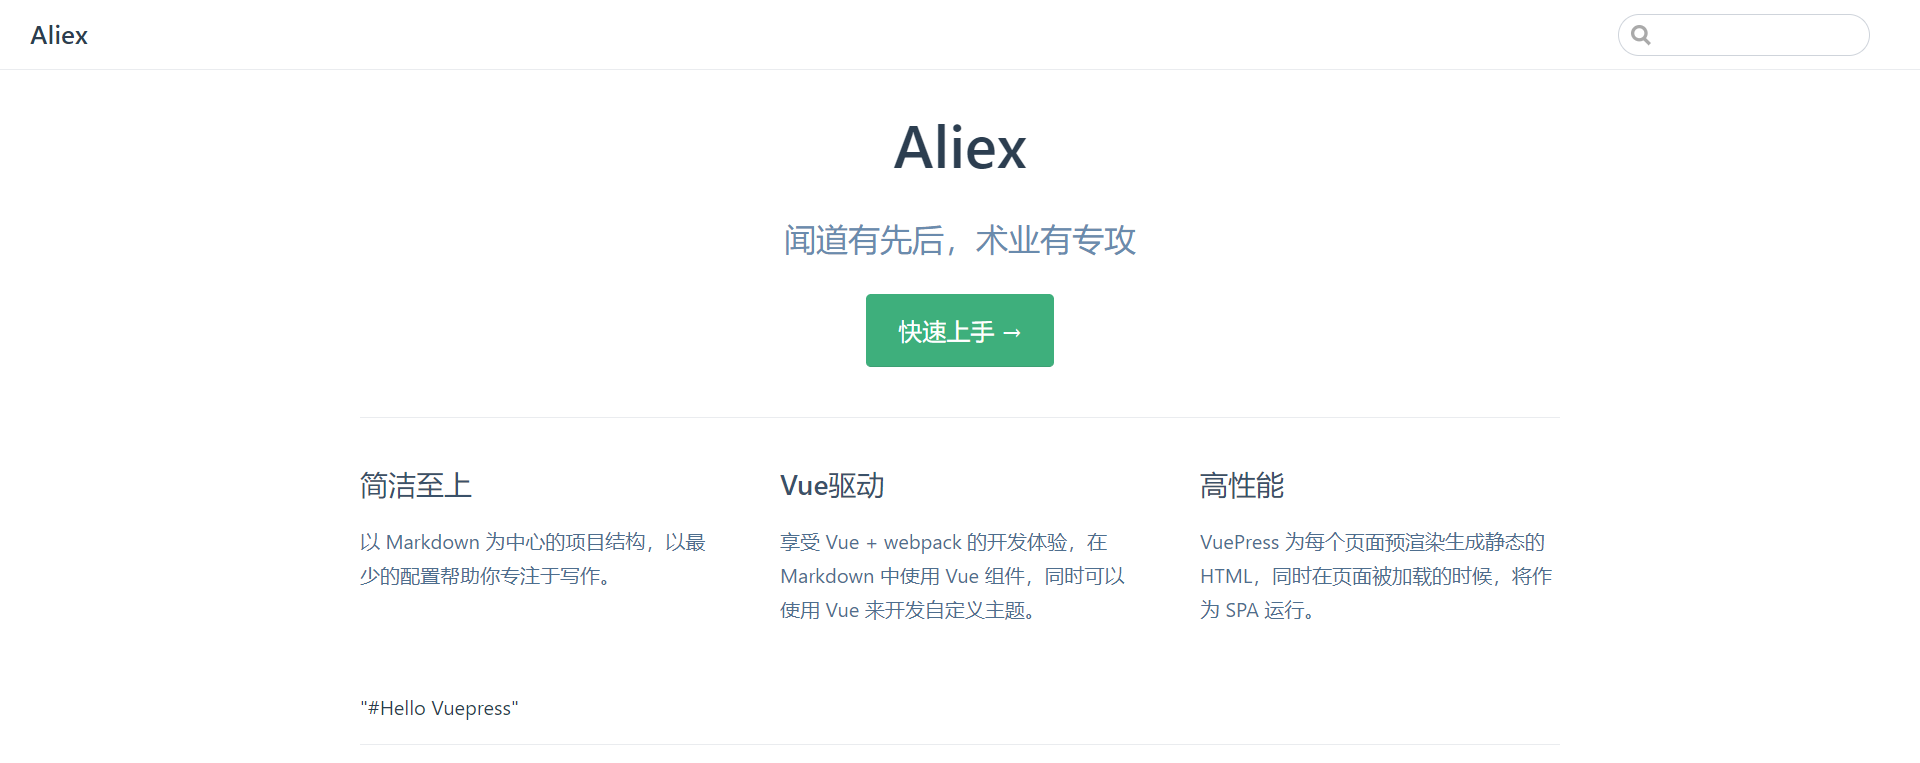 Aliex
Aliex
闻道有先后，术业有专攻
快速上手 →
简洁至上
以 Markdown 为中心的项目结构，以最
少的配置帮助你专注于写作。
Vue驱动
享受 Vue + webpack 的开发体验，在
Markdown 中使用 Vue 组件，同时可以
使用 Vue 来开发自定义主题。
高性能
VuePress 为每个页面预渲染生成静态的
HTML，同时在页面被加载的时候，将作
为 SPA 运行。
"#Hello Vuepress"